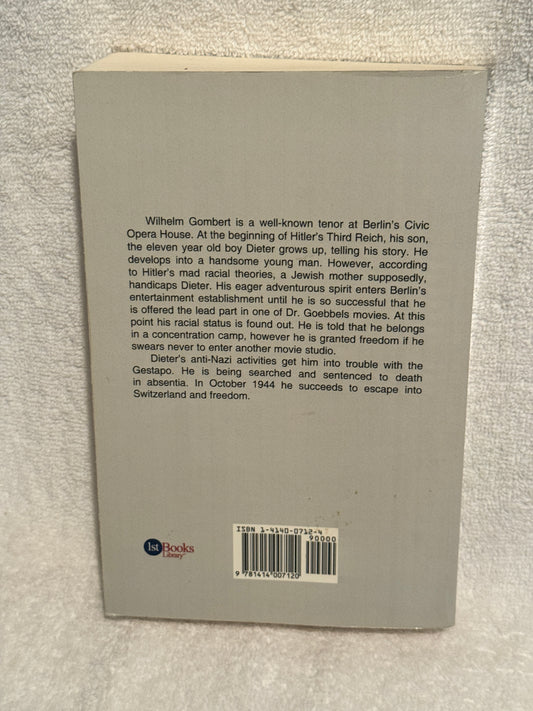 Wilhelm Gombert is a well-known tenor at Berlin's Civic
Opera House. At the beginning of Hitler's Third Reich, his son,
the eleven year old boy Dieter grows up, telling his story. He
develops into a handsome young man. However, according
to Hitler's mad racial theories, a Jewish mother supposedly,
handicaps Dieter. His eager adventurous spirit enters Berlin's
entertainment establishment until he is so successful that he
is offered the lead part in one of Dr. Goebbels movies. At this
point his racial status is found out. He is told that he belongs
in a concentration camp, however he is granted freedom if he
swears never to enter another movie studio.
Dieter's anti-Nazi activities get him into trouble with the
Gestapo. He is being searched and sentenced to death
in absentia. In October 1944 he succeeds to escape into
Switzerland and freedom.
ISBN 1-4140-0712-4
90000
9 781414 007120
1stBooks
Library